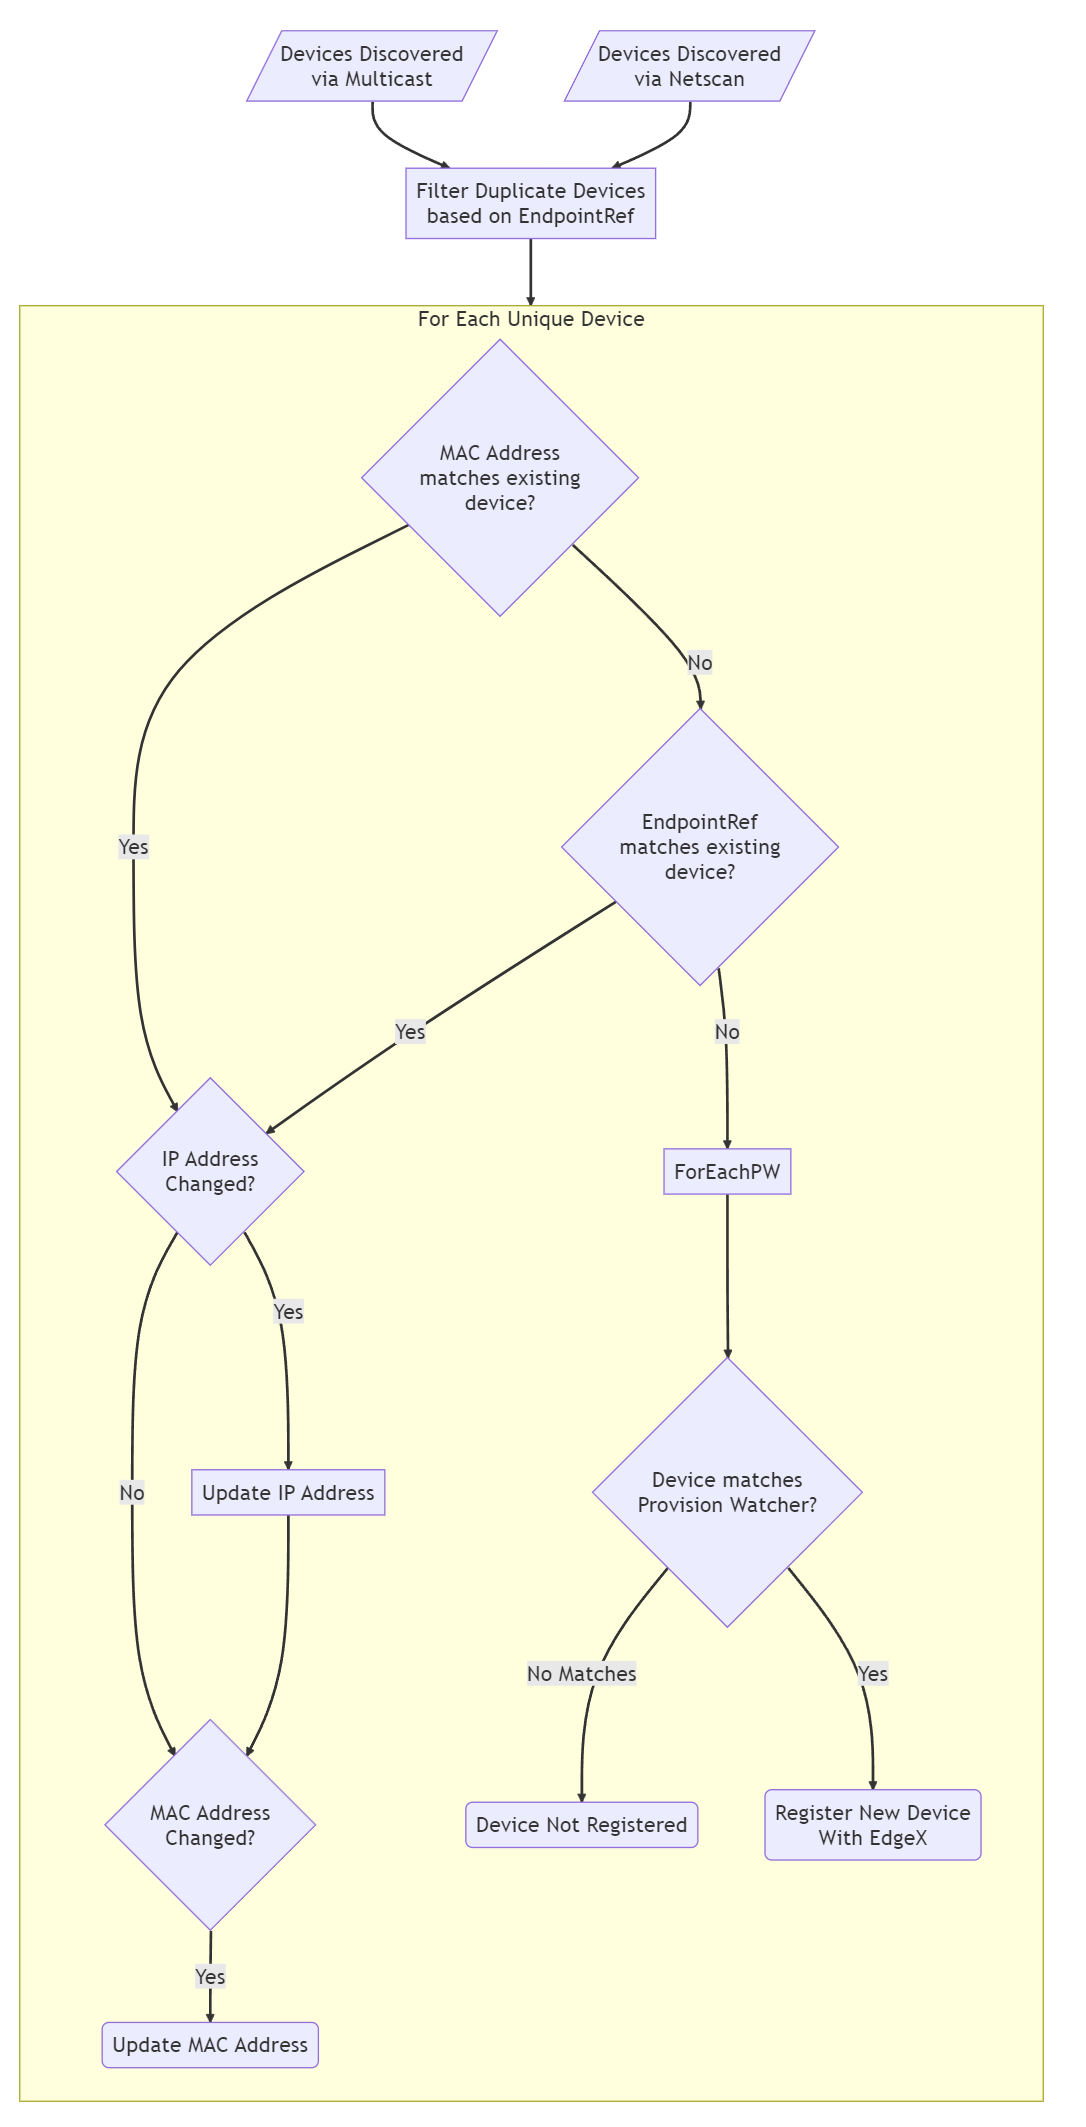 Devices Discovered
via Multicast
Devices Discovered
via Netscan
Filter Duplicate Devices
based on EndpointRef
For Each Unique Device
MAC Address
matches existing
device?
No
EndpointRef
matches existing
device?
Yes
Yes
No
IP Address
Changed?
ForEachPW
Yes
No
Update IP Address
Device matches
Provision Watcher?
No Matches
Yes
MAC Address
Changed?
Device Not Registered
Register New Device
With EdgeX
Yes
Update MAC Address